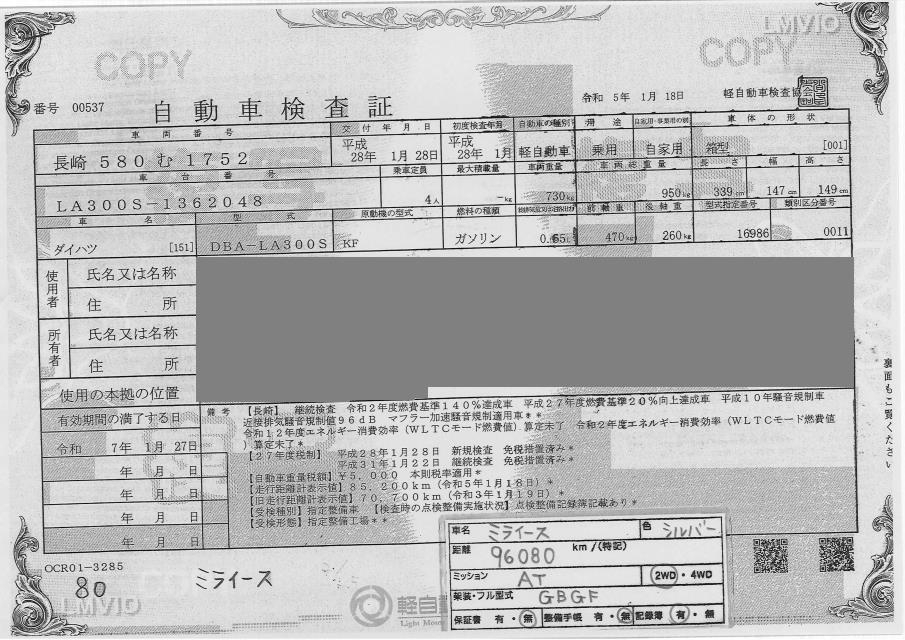 COPY
LMVIO
COPY
番号 00537
自動車検査証
令和 5年 1月 18日
軽自動車検査協会
車両番号 交付年月日 初度検査年月 自動車の種別 用途 自家用・事業用の別 車体の形状
長崎 580 む 1752 平成 28年 1月 28日 平成 28年 1月 軽自動車 乗用 自家用 箱型 [001]
車台番号 乗車定員 最大積載量 車両重量 車両総重量 長さ 幅 高さ
LA300S-1362048 4人 -kg 730kg 950kg 339cm 147cm 149cm
車名 型式 原動機の型式 燃料の種類 前軸重 後軸重 型式指定番号 類別区分番号
ダイハツ [151] DBA-LA300S KF ガソリン 0.65L 470kg 260kg 16986 0011
使用者 氏名又は名称
住所
所有者 氏名又は名称
住所
使用の本拠の位置
有効期間の満了する日
令和 7年 1月 27日
年 月 日
年 月 日
年 月 日
年 月 日
備考
【長崎】 継続検査 令和2年度燃費基準140%達成車 平成27年度燃費基準20%向上達成車 平成10年騒音規制車
近接排気騒音規制値96dB マフラー加速騒音規制適用車**
令和12年度エネルギー消費効率(WLTCモード燃費値)算定未了 令和2年度エネルギー消費効率(WLTCモード燃費値
)算定未了*
【27年度税制】 平成28年1月28日 新規検査 免税措置済み*
平成31年1月22日 継続検査 免税措置済み*
【自動車重量税額】¥5,000 本則税率適用*
【走行距離計表示値】85,200km(令和5年1月18日)*
【旧走行距離計表示値】70,700km(令和3年1月19日)*
【受検種別】指定整備車 【検査時の点検整備実施状況】点検整備記録簿記載あり*
【受検形態】指定整備工場**
裏面もご覧ください
車名 ミライース 色 シルバー
距離 96080 km/(特記)
ミッション AT 2WD・4WD
架装・フル型式 GBGF
保証書 有・無 整備手帳 有・無 記録簿 有・無
OCR01-3285
80 ミライース
LMVIO
軽自動
Light Motor